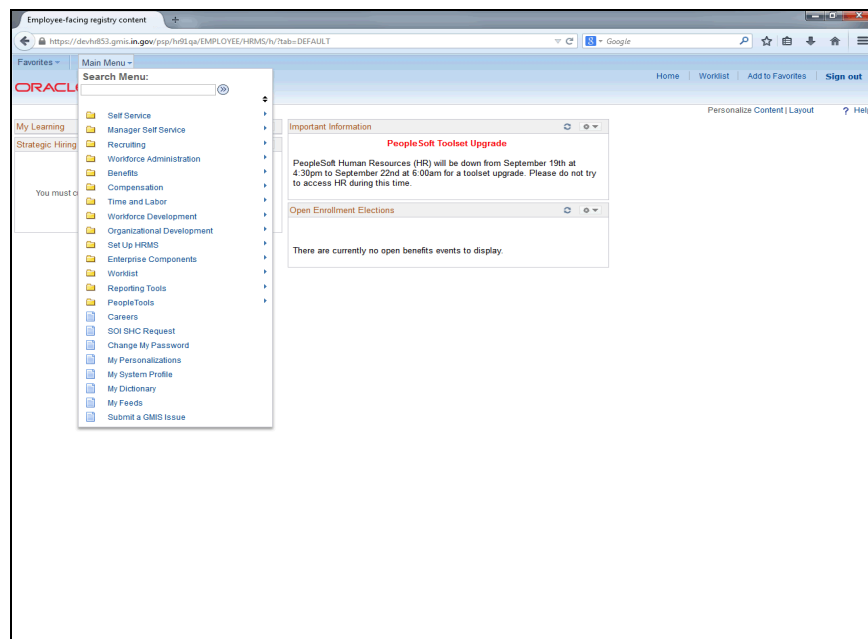 Employee-facing registry content
https://devhr853.gmis.in.gov/psp/hr91qa/EMPLOYEE/HRMS/h/?tab=DEFAULT
Google
Favorites
Main Menu
Home
Worklist
Add to Favorites
Sign out
ORACL
Search Menu:
Personalize Content | Layout
? Help
My Learning
Strategic Hiring
You must c
Self Service
Manager Self Service
Recruiting
Workforce Administration
Benefits
Compensation
Time and Labor
Workforce Development
Organizational Development
Set Up HRMS
Enterprise Components
Worklist
Reporting Tools
PeopleTools
Careers
SOI SHC Request
Change My Password
My Personalizations
My System Profile
My Dictionary
My Feeds
Submit a GMIS Issue
Important Information
PeopleSoft Toolset Upgrade
PeopleSoft Human Resources (HR) will be down from September 19th at
4:30pm to September 22nd at 6:00am for a toolset upgrade. Please do not try
to access HR during this time.
Open Enrollment Elections
There are currently no open benefits events to display.